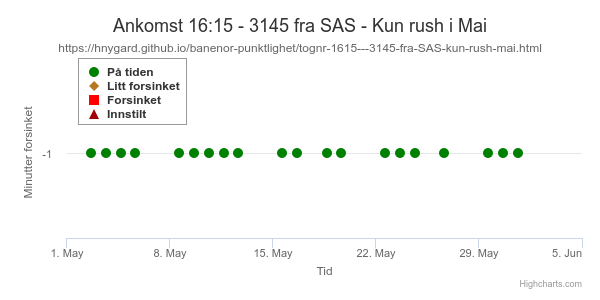 Ankomst 16:15 - 3145 fra SAS - Kun rush i Mai
https://hnygard.github.io/banenor-punktlighet/tognr-1615---3145-fra-SAS-kun-rush-mai.html
På tiden
Litt forsinket
Forsinket
Innstilt
Minutter forsinket
-1
1. May 8. May 15. May 22. May 29. May 5. Jun
Tid
Highcharts.com